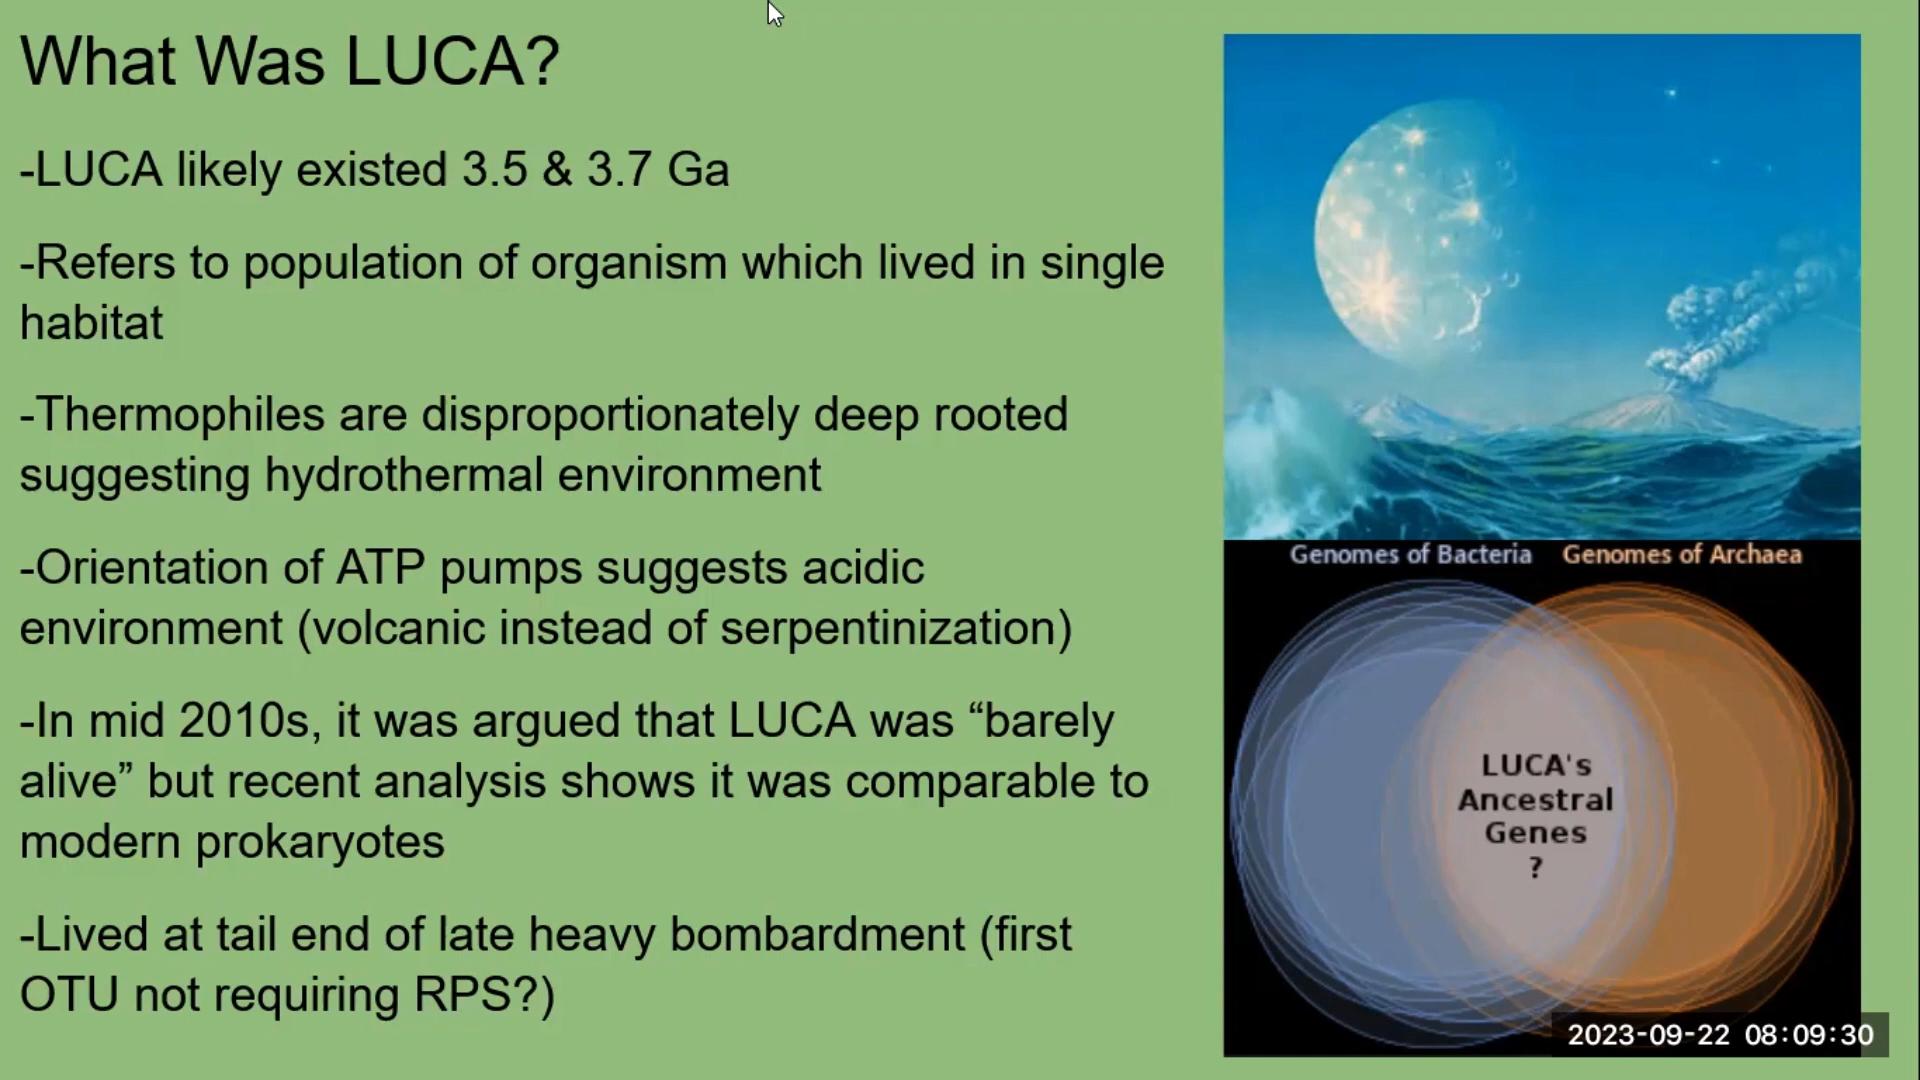 What Was LUCA?
-LUCA likely existed 3.5 & 3.7 Ga
-Refers to population of organism which lived in single
habitat
-Thermophiles are disproportionately deep rooted
suggesting hydrothermal environment
-Orientation of ATP pumps suggests acidic
environment (volcanic instead of serpentinization)
-In mid 2010s, it was argued that LUCA was “barely
alive” but recent analysis shows it was comparable to
modern prokaryotes
-Lived at tail end of late heavy bombardment (first
OTU not requiring RPS?)
Genomes of Bacteria Genomes of Archaea
LUCA's
Ancestral
Genes
?
2023-09-22 08:09:30